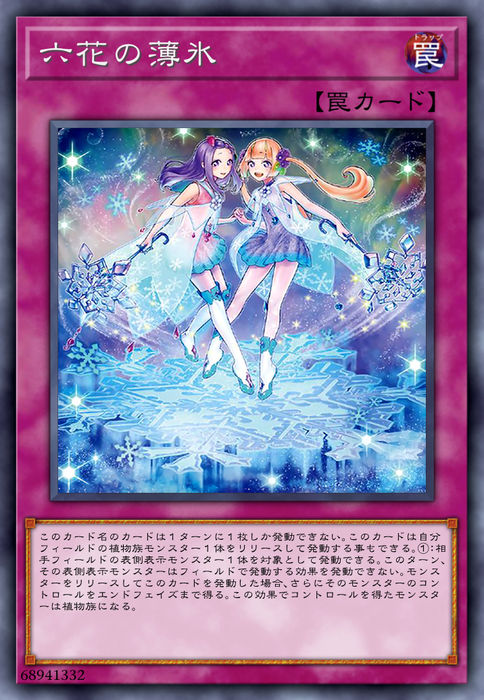 六花の薄氷
トラップ
罠
【罠カード】
このカード名のカードは1ターンに1枚しか発動できない。このカードは自分
フィールドの植物族モンスター1体をリリースして発動する事もできる。①:相
手フィールドの表側表示モンスター1体を対象として発動できる。このターン、
その表側表示モンスターはフィールドで発動する効果を発動できない。モンス
ターをリリースしてこのカードを発動した場合、さらにそのモンスターのコント
ロールをエンドフェイズまで得る。この効果でコントロールを得たモンスター
は植物族になる。
68941332